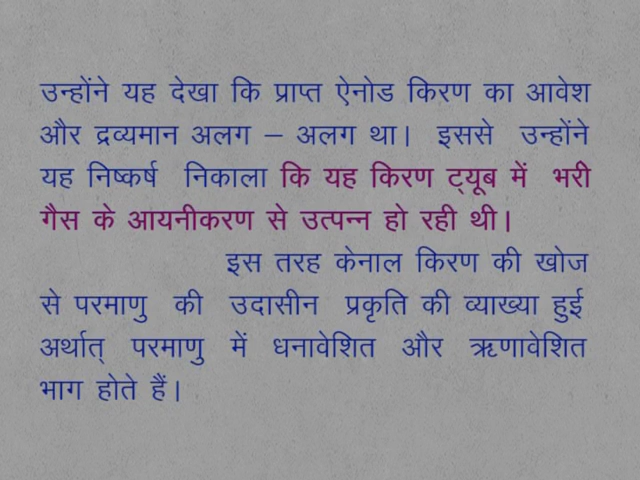 उन्होंने यह देखा कि प्राप्त ऐनोड किरण का आवेश
और द्रव्यमान अलग – अलग था। इससे उन्होंने
यह निष्कर्ष निकाला कि यह किरण ट्यूब में भरी
गैस के आयनीकरण से उत्पन्न हो रही थी।
इस तरह केनाल किरण की खोज
से परमाणु की उदासीन प्रकृति की व्याख्या हुई
अर्थात् परमाणु में धनावेशित और ऋणावेशित
भाग होते हैं।